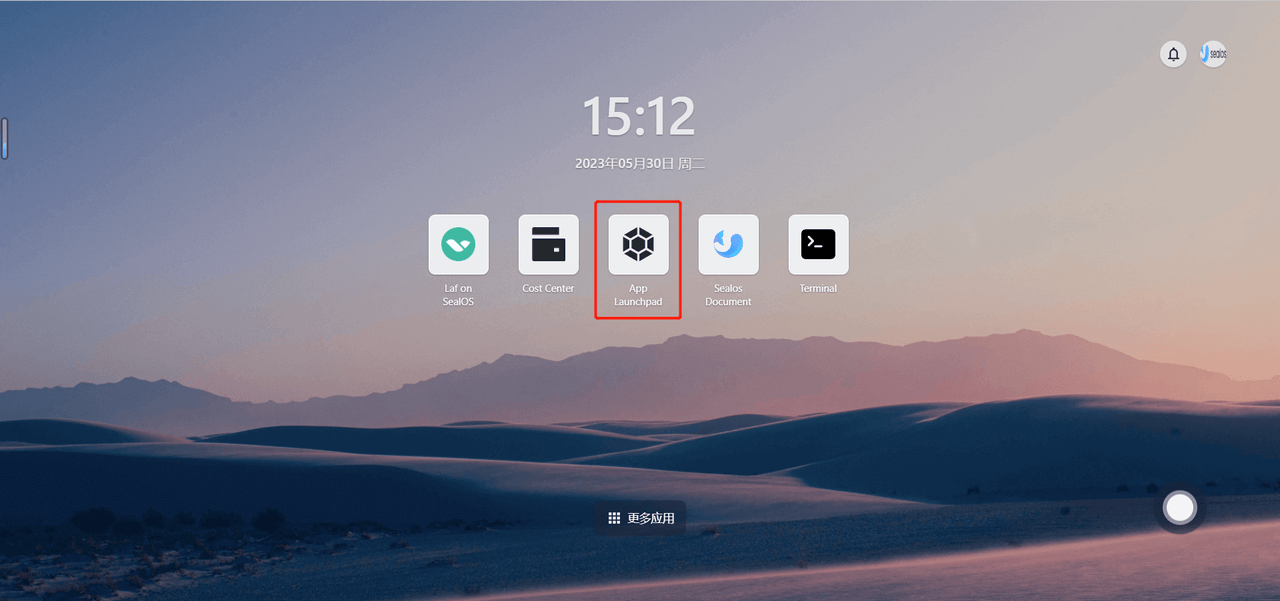 sealos
15:12
2023年05月30日 周二
Laf on
SealOS
Cost Center
App
Launchpad
Sealos
Document
Terminal
更多应用